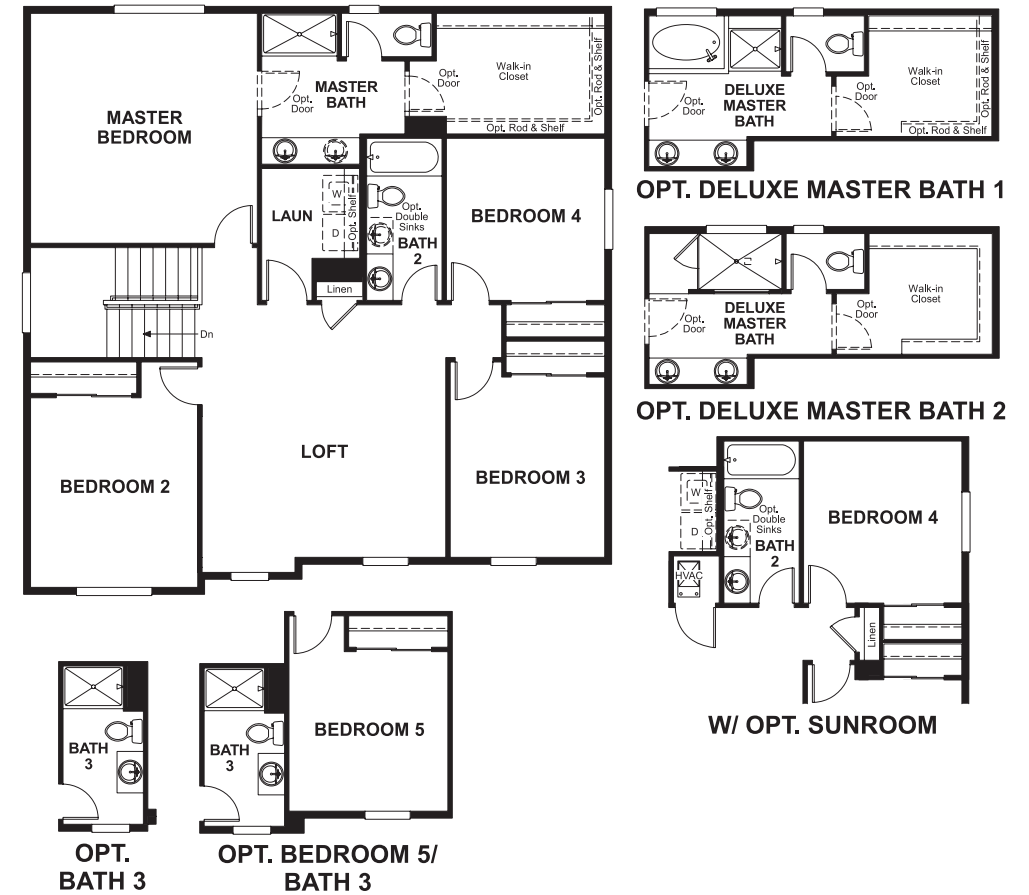 MASTER
BEDROOM
Opt.
Door
MASTER
BATH
Opt.
Door
Walk-in
Closet
Opt. Rod & Shelf
Opt. Rod & Shelf
LAUN
W
D
Opt. Shelf
Opt.
Double
Sinks
BATH
2
BEDROOM 4
Linen
Dn
LOFT
BEDROOM 2
BEDROOM 3
Opt.
Door
DELUXE
MASTER
BATH
Opt.
Door
Walk-in
Closet
Opt. Rod & Shelf
Opt. Rod & Shelf
OPT. DELUXE MASTER BATH 1
Opt.
Door
DELUXE
MASTER
BATH
Opt.
Door
Walk-in
Closet
OPT. DELUXE MASTER BATH 2
W
D
Opt. Shelf
Opt.
Double
Sinks
BATH
2
BEDROOM 4
HVAC
Linen
W/ OPT. SUNROOM
BATH
3
OPT.
BATH 3
BATH
3
BEDROOM 5
OPT. BEDROOM 5/
BATH 3